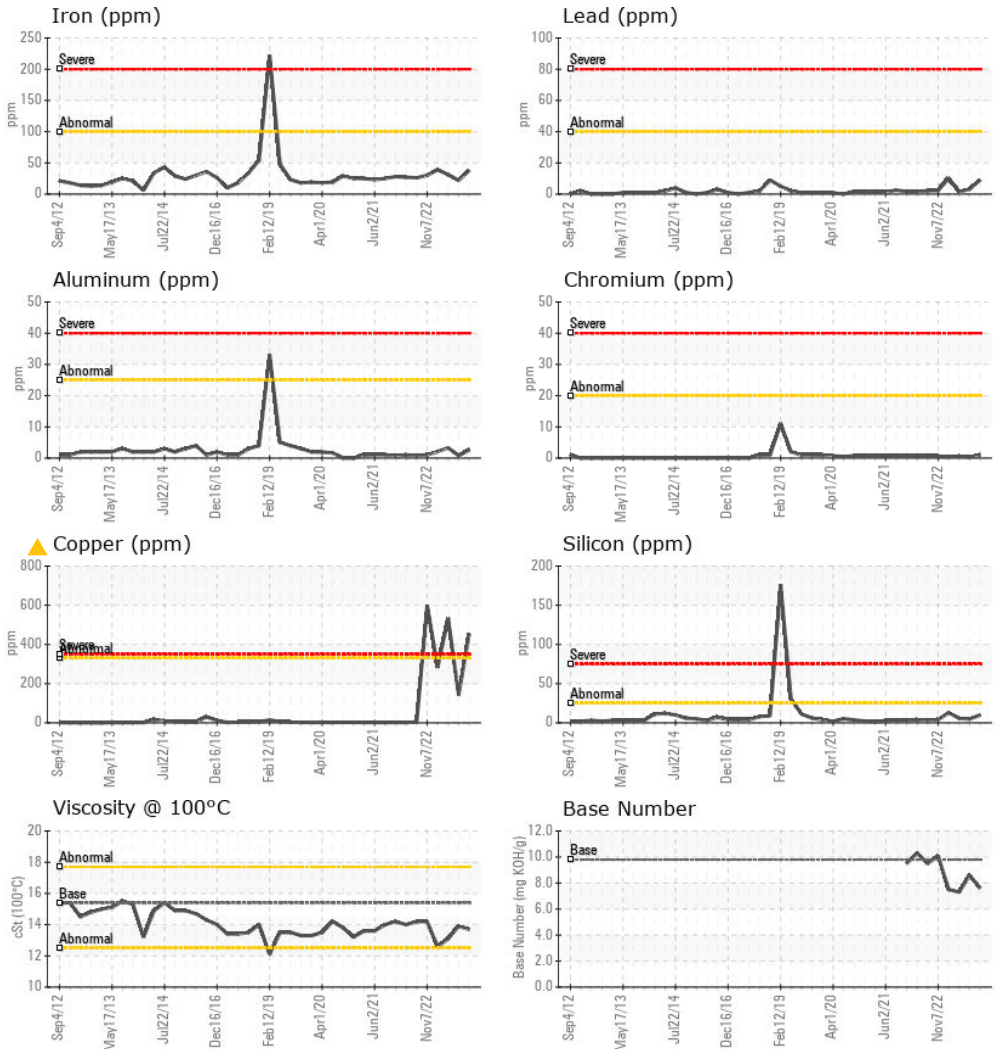 Iron (ppm)
250
200
150
100
50
0
ppm
Severe
Abnormal
Sep4/12
May17/13
Jul22/14
Dec16/16
Feb12/19
Apr1/20
Jun2/21
Nov7/22
Lead (ppm)
100
80
60
40
20
0
ppm
Severe
Abnormal
Sep4/12
May17/13
Jul22/14
Dec16/16
Feb12/19
Apr1/20
Jun2/21
Nov7/22
Aluminum (ppm)
50
40
30
20
10
0
ppm
Severe
Abnormal
Sep4/12
May17/13
Jul22/14
Dec16/16
Feb12/19
Apr1/20
Jun2/21
Nov7/22
Chromium (ppm)
50
40
30
20
10
0
ppm
Severe
Abnormal
Sep4/12
May17/13
Jul22/14
Dec16/16
Feb12/19
Apr1/20
Jun2/21
Nov7/22
Copper (ppm)
800
600
400
200
0
ppm
Severe
Abnormal
Sep4/12
May17/13
Jul22/14
Dec16/16
Feb12/19
Apr1/20
Jun2/21
Nov7/22
Silicon (ppm)
200
150
100
50
0
ppm
Severe
Abnormal
Sep4/12
May17/13
Jul22/14
Dec16/16
Feb12/19
Apr1/20
Jun2/21
Nov7/22
Viscosity @ 100°C
20
18
16
14
12
10
cSt (100°C)
Abnormal
Base
Abnormal
Sep4/12
May17/13
Jul22/14
Dec16/16
Feb12/19
Apr1/20
Jun2/21
Nov7/22
Base Number
12.0
10.0
8.0
6.0
4.0
2.0
0.0
Base Number (mg KOH/g)
Base
Sep4/12
May17/13
Jul22/14
Dec16/16
Feb12/19
Apr1/20
Jun2/21
Nov7/22